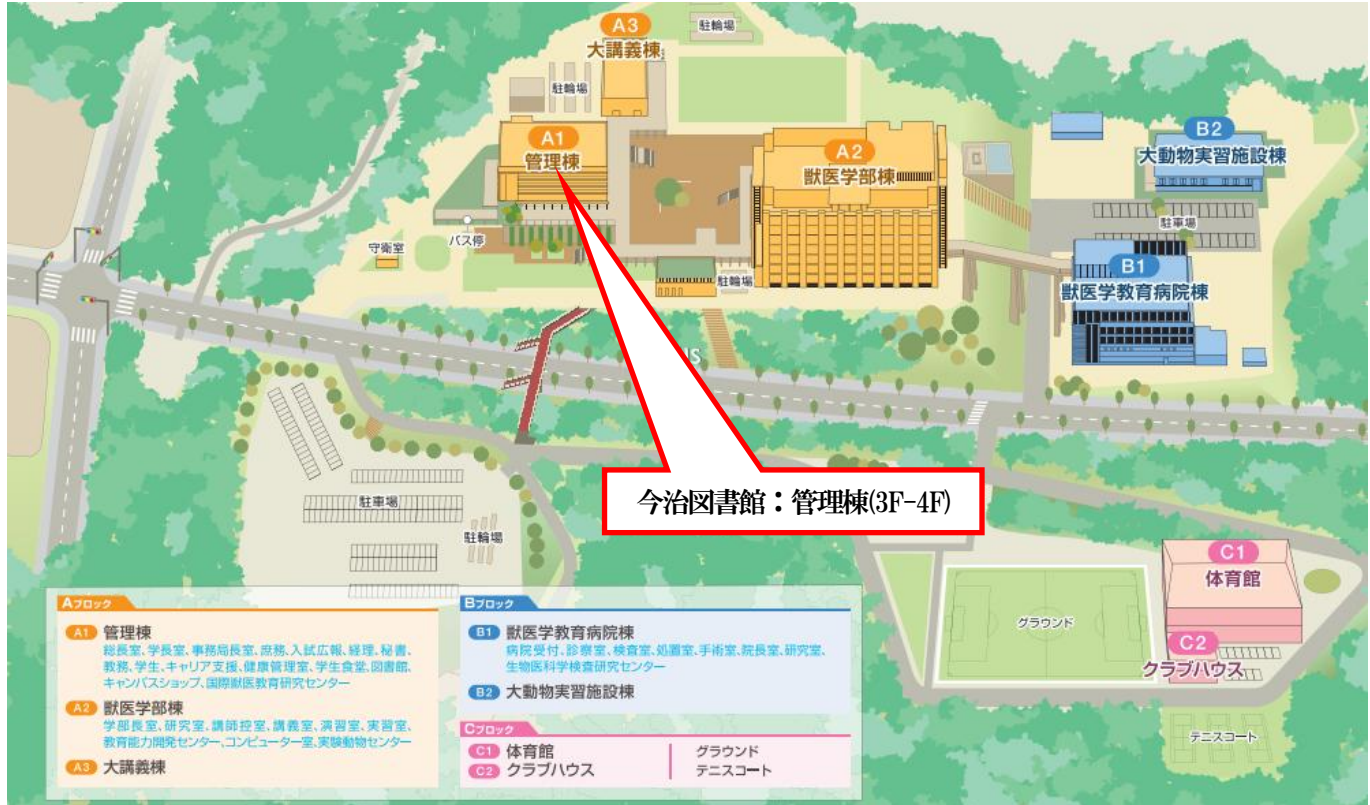 A3
大講義棟
駐輪場
駐輪場
A1
管理棟
A2
獣医学部棟
B2
大動物実習施設棟
駐車場
守衛室
バス停
駐輪場
B1
獣医学教育病院棟
今治図書館：管理棟(3F-4F)
駐車場
駐輪場
C1
体育館
グラウンド
C2
クラブハウス
テニスコート
Aブロック
A1 管理棟
総長室、学長室、事務局長室、庶務、入試広報、経理、秘書、
教務、学生、キャリア支援、健康管理室、学生食堂、図書館、
キャンパスショップ、国際獣医教育研究センター
A2 獣医学部棟
学部長室、研究室、講師控室、講義室、演習室、実習室、
教育能力開発センター、コンピューター室、実験動物センター
A3 大講義棟
Bブロック
B1 獣医学教育病院棟
病院受付、診察室、検査室、処置室、手術室、院長室、研究室、
生物医科学検査研究センター
B2 大動物実習施設棟
Cブロック
C1 体育館
C2 クラブハウス
グラウンド
テニスコート